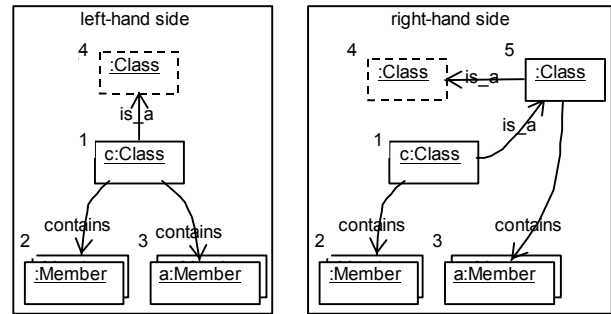 left-hand side
4
:Class
is_a
1
c:Class
contains
contains
2
3
:Member
a:Member
right-hand side
4
5
:Class
:Class
is_a
is_a
1
c:Class
contains
contains
2
3
:Member
a:Member